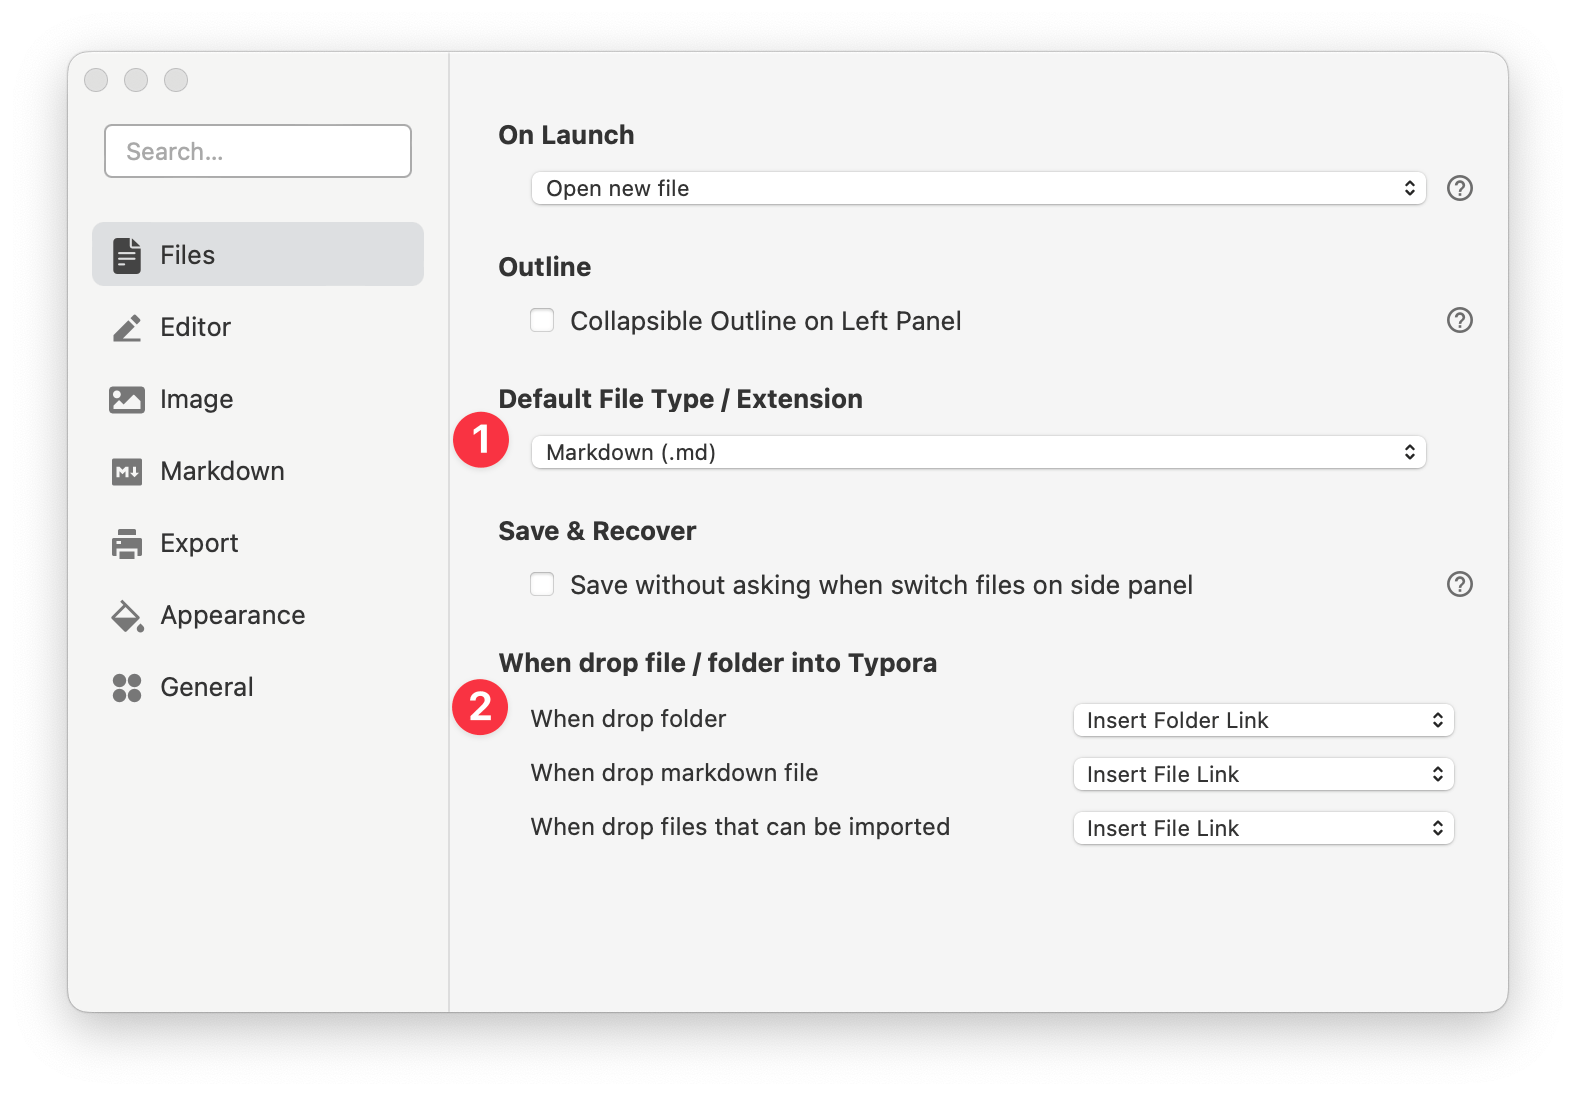 Search...
Files
Editor
Image
Markdown
Export
Appearance
General
On Launch
Open new file
?
Outline
Collapsible Outline on Left Panel
?
Default File Type / Extension
1
Markdown (.md)
Save & Recover
Save without asking when switch files on side panel
?
When drop file / folder into Typora
2
When drop folder
Insert Folder Link
When drop markdown file
Insert File Link
When drop files that can be imported
Insert File Link